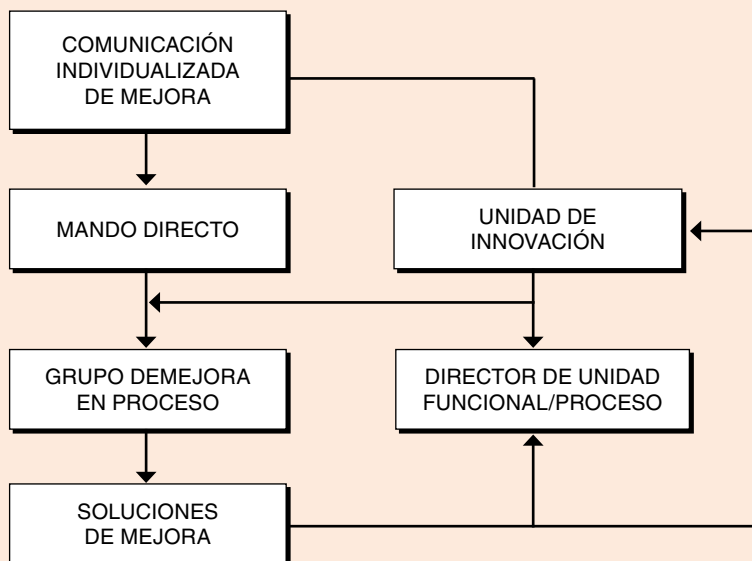 COMUNICACIÓN
INDIVIDUALIZADA
DE MEJORA
MANDO DIRECTO
UNIDAD DE
INNOVACIÓN
GRUPO DEMEJORA
EN PROCESO
DIRECTOR DE UNIDAD
FUNCIONAL/PROCESO
SOLUCIONES
DE MEJORA